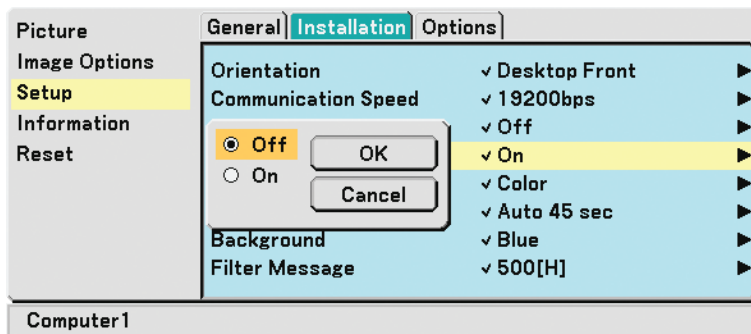 General Installation Options
Picture
Image Options
Setup
Information
Reset
Orientation ✓ Desktop Front
Communication Speed ✓ 19200bps
✓ Off
✓ On
✓ Color
✓ Auto 45 sec
Background ✓ Blue
Filter Message ✓ 500[H]
Off
On
OK
Cancel
Computer1